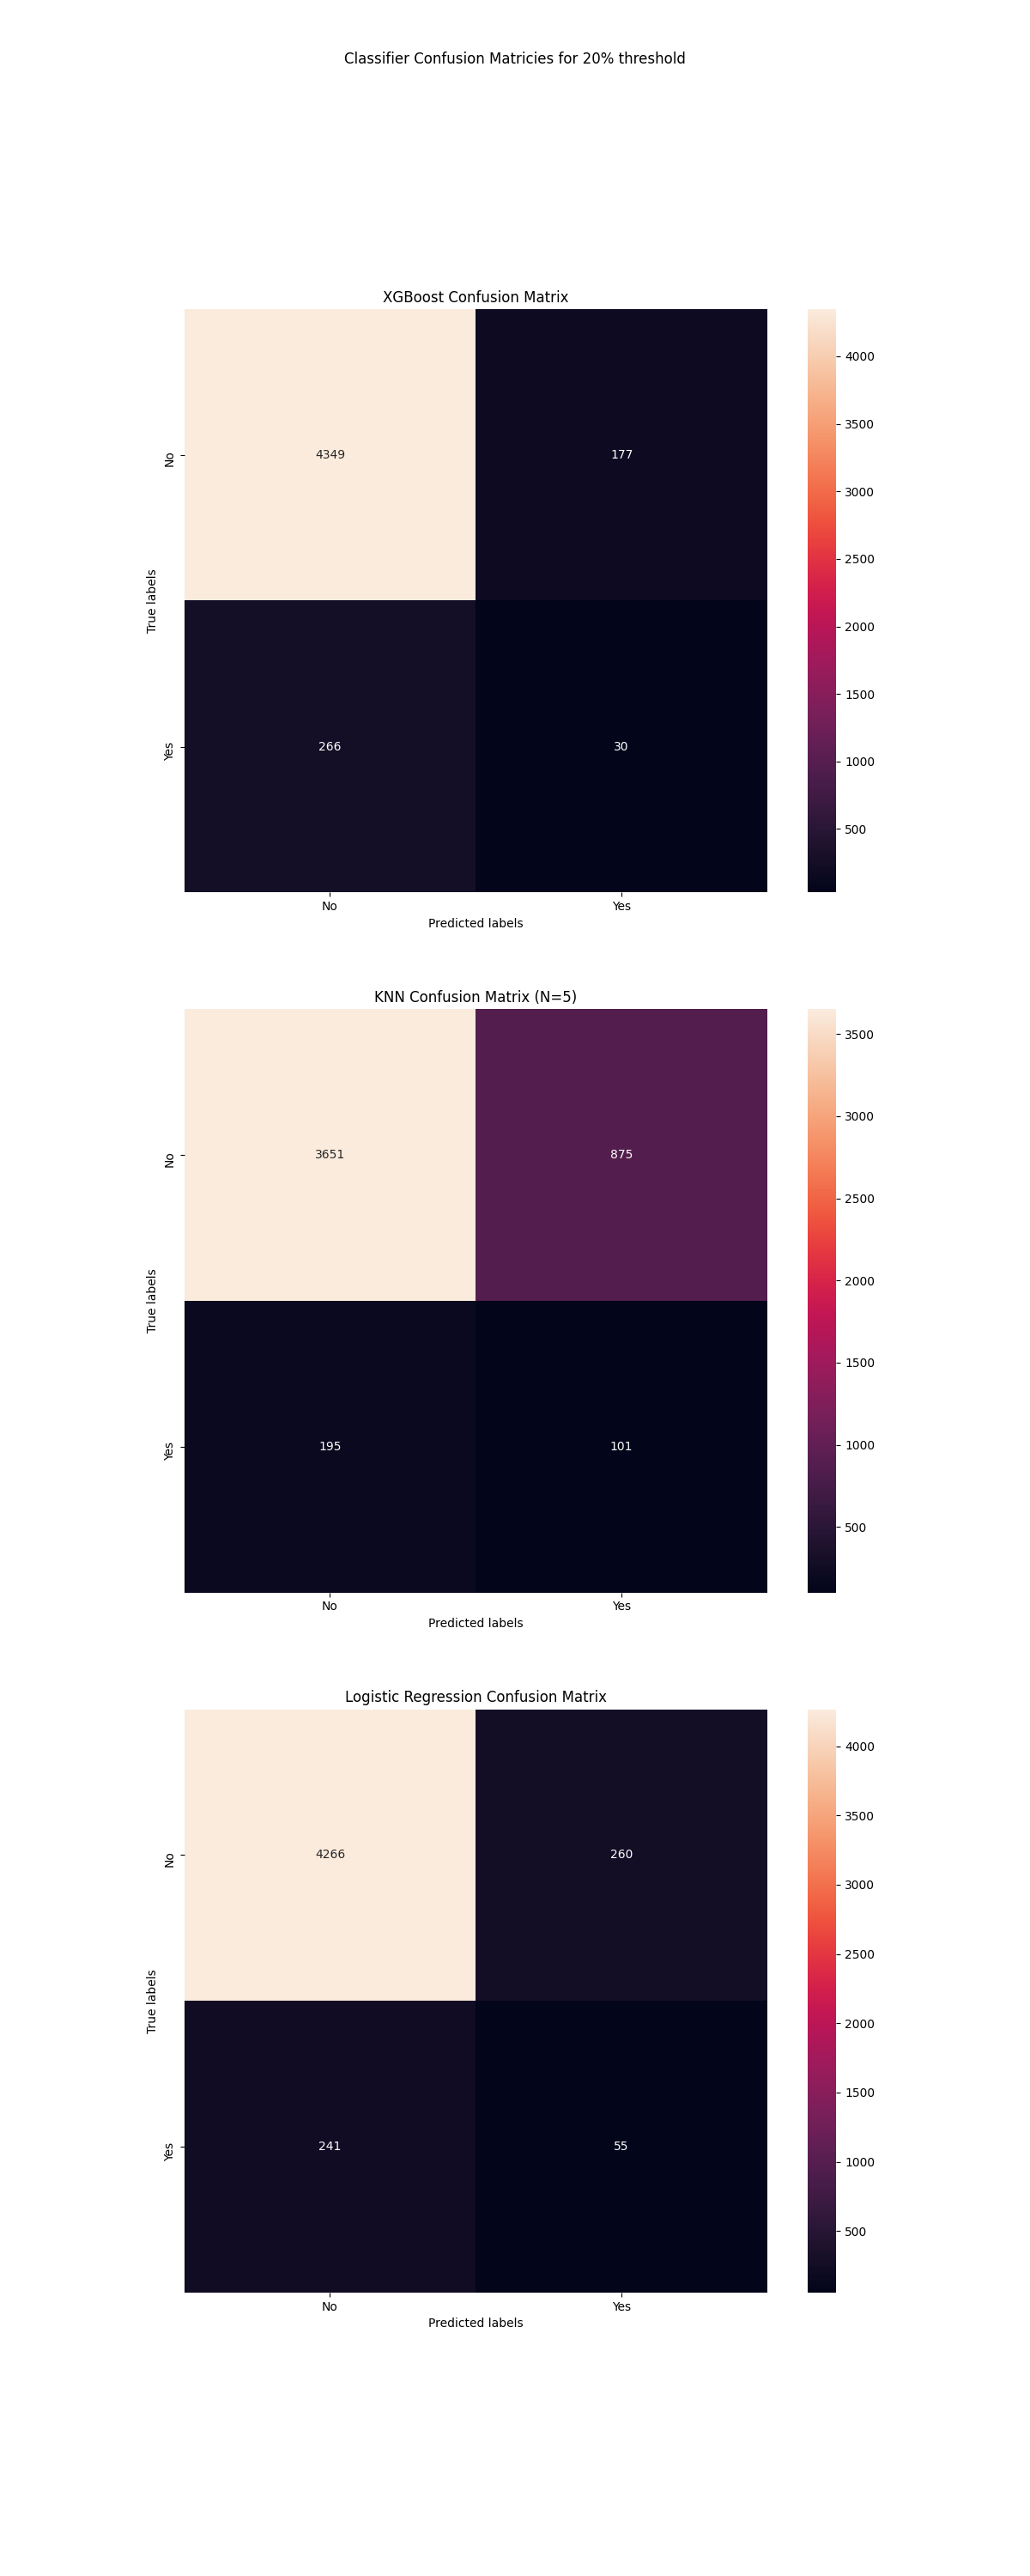 Classifier Confusion Matricies for 20% threshold
XGBoost Confusion Matrix
4349
177
266
30
No
Yes
True labels
No
Yes
Predicted labels
4000
3500
3000
2500
2000
1500
1000
500
KNN Confusion Matrix (N=5)
3651
875
195
101
No
Yes
True labels
No
Yes
Predicted labels
3500
3000
2500
2000
1500
1000
500
Logistic Regression Confusion Matrix
4266
260
241
55
No
Yes
True labels
No
Yes
Predicted labels
4000
3500
3000
2500
2000
1500
1000
500